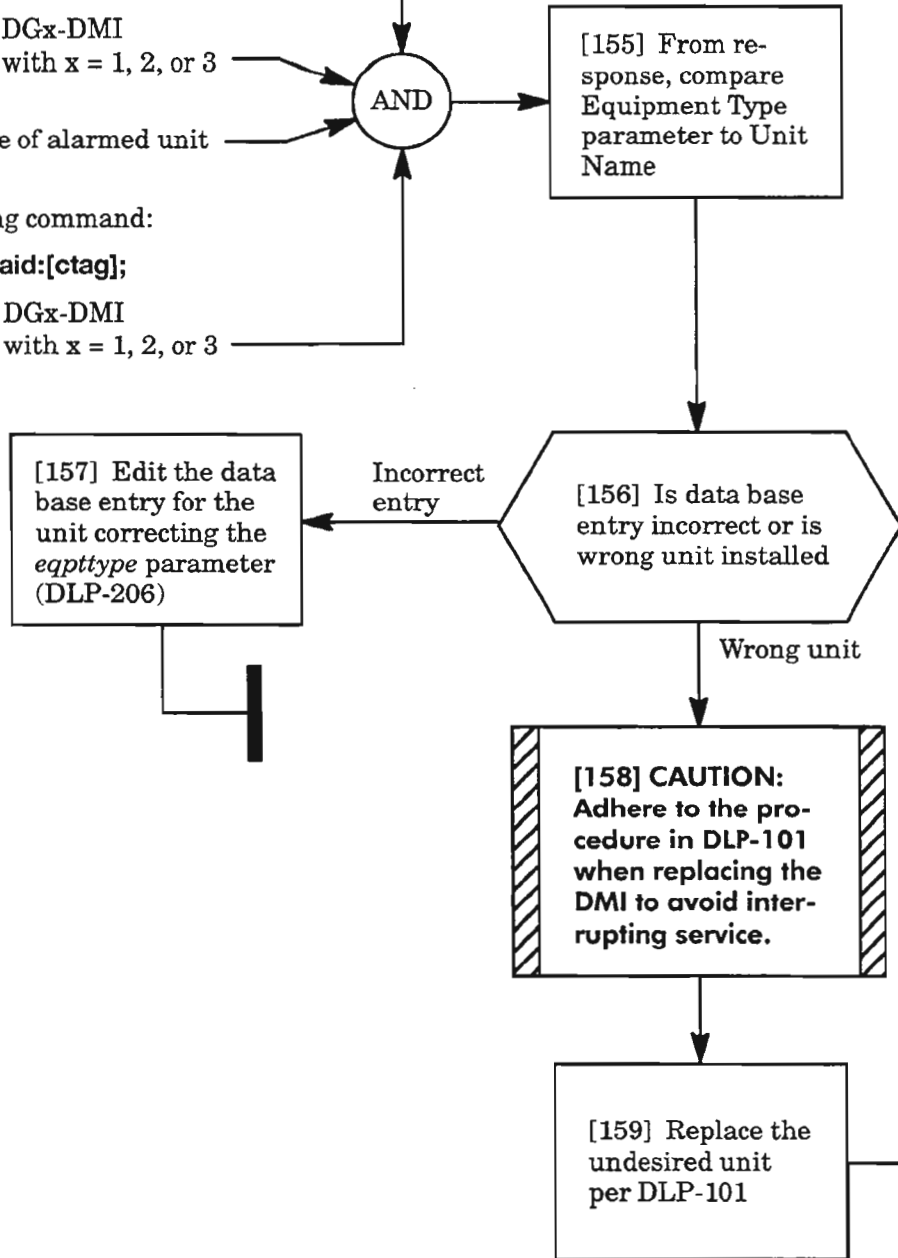 DGx-DMI
with x = 1, 2, or 3
AND
of alarmed unit
command:
aid:[ctag];
DGx-DMI
with x = 1, 2, or 3
[155] From re-
sponse, compare
Equipment Type
parameter to Unit
Name
[156] Is data base
entry incorrect or is
wrong unit installed
Incorrect
entry
[157] Edit the data
base entry for the
unit correcting the
eqpttype parameter
(DLP-206)
Wrong unit
[158] CAUTION:
Adhere to the pro-
cedure in DLP-101
when replacing the
DMI to avoid inter-
rupting service.
[159] Replace the
undesired unit
per DLP-101